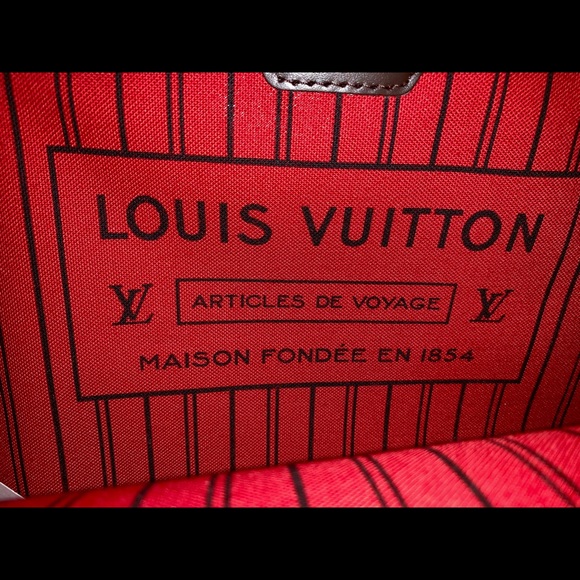 LOUIS VUITTON
LV ARTICLES DE VOYAGE LV
MAISON FONDÉE EN 1854